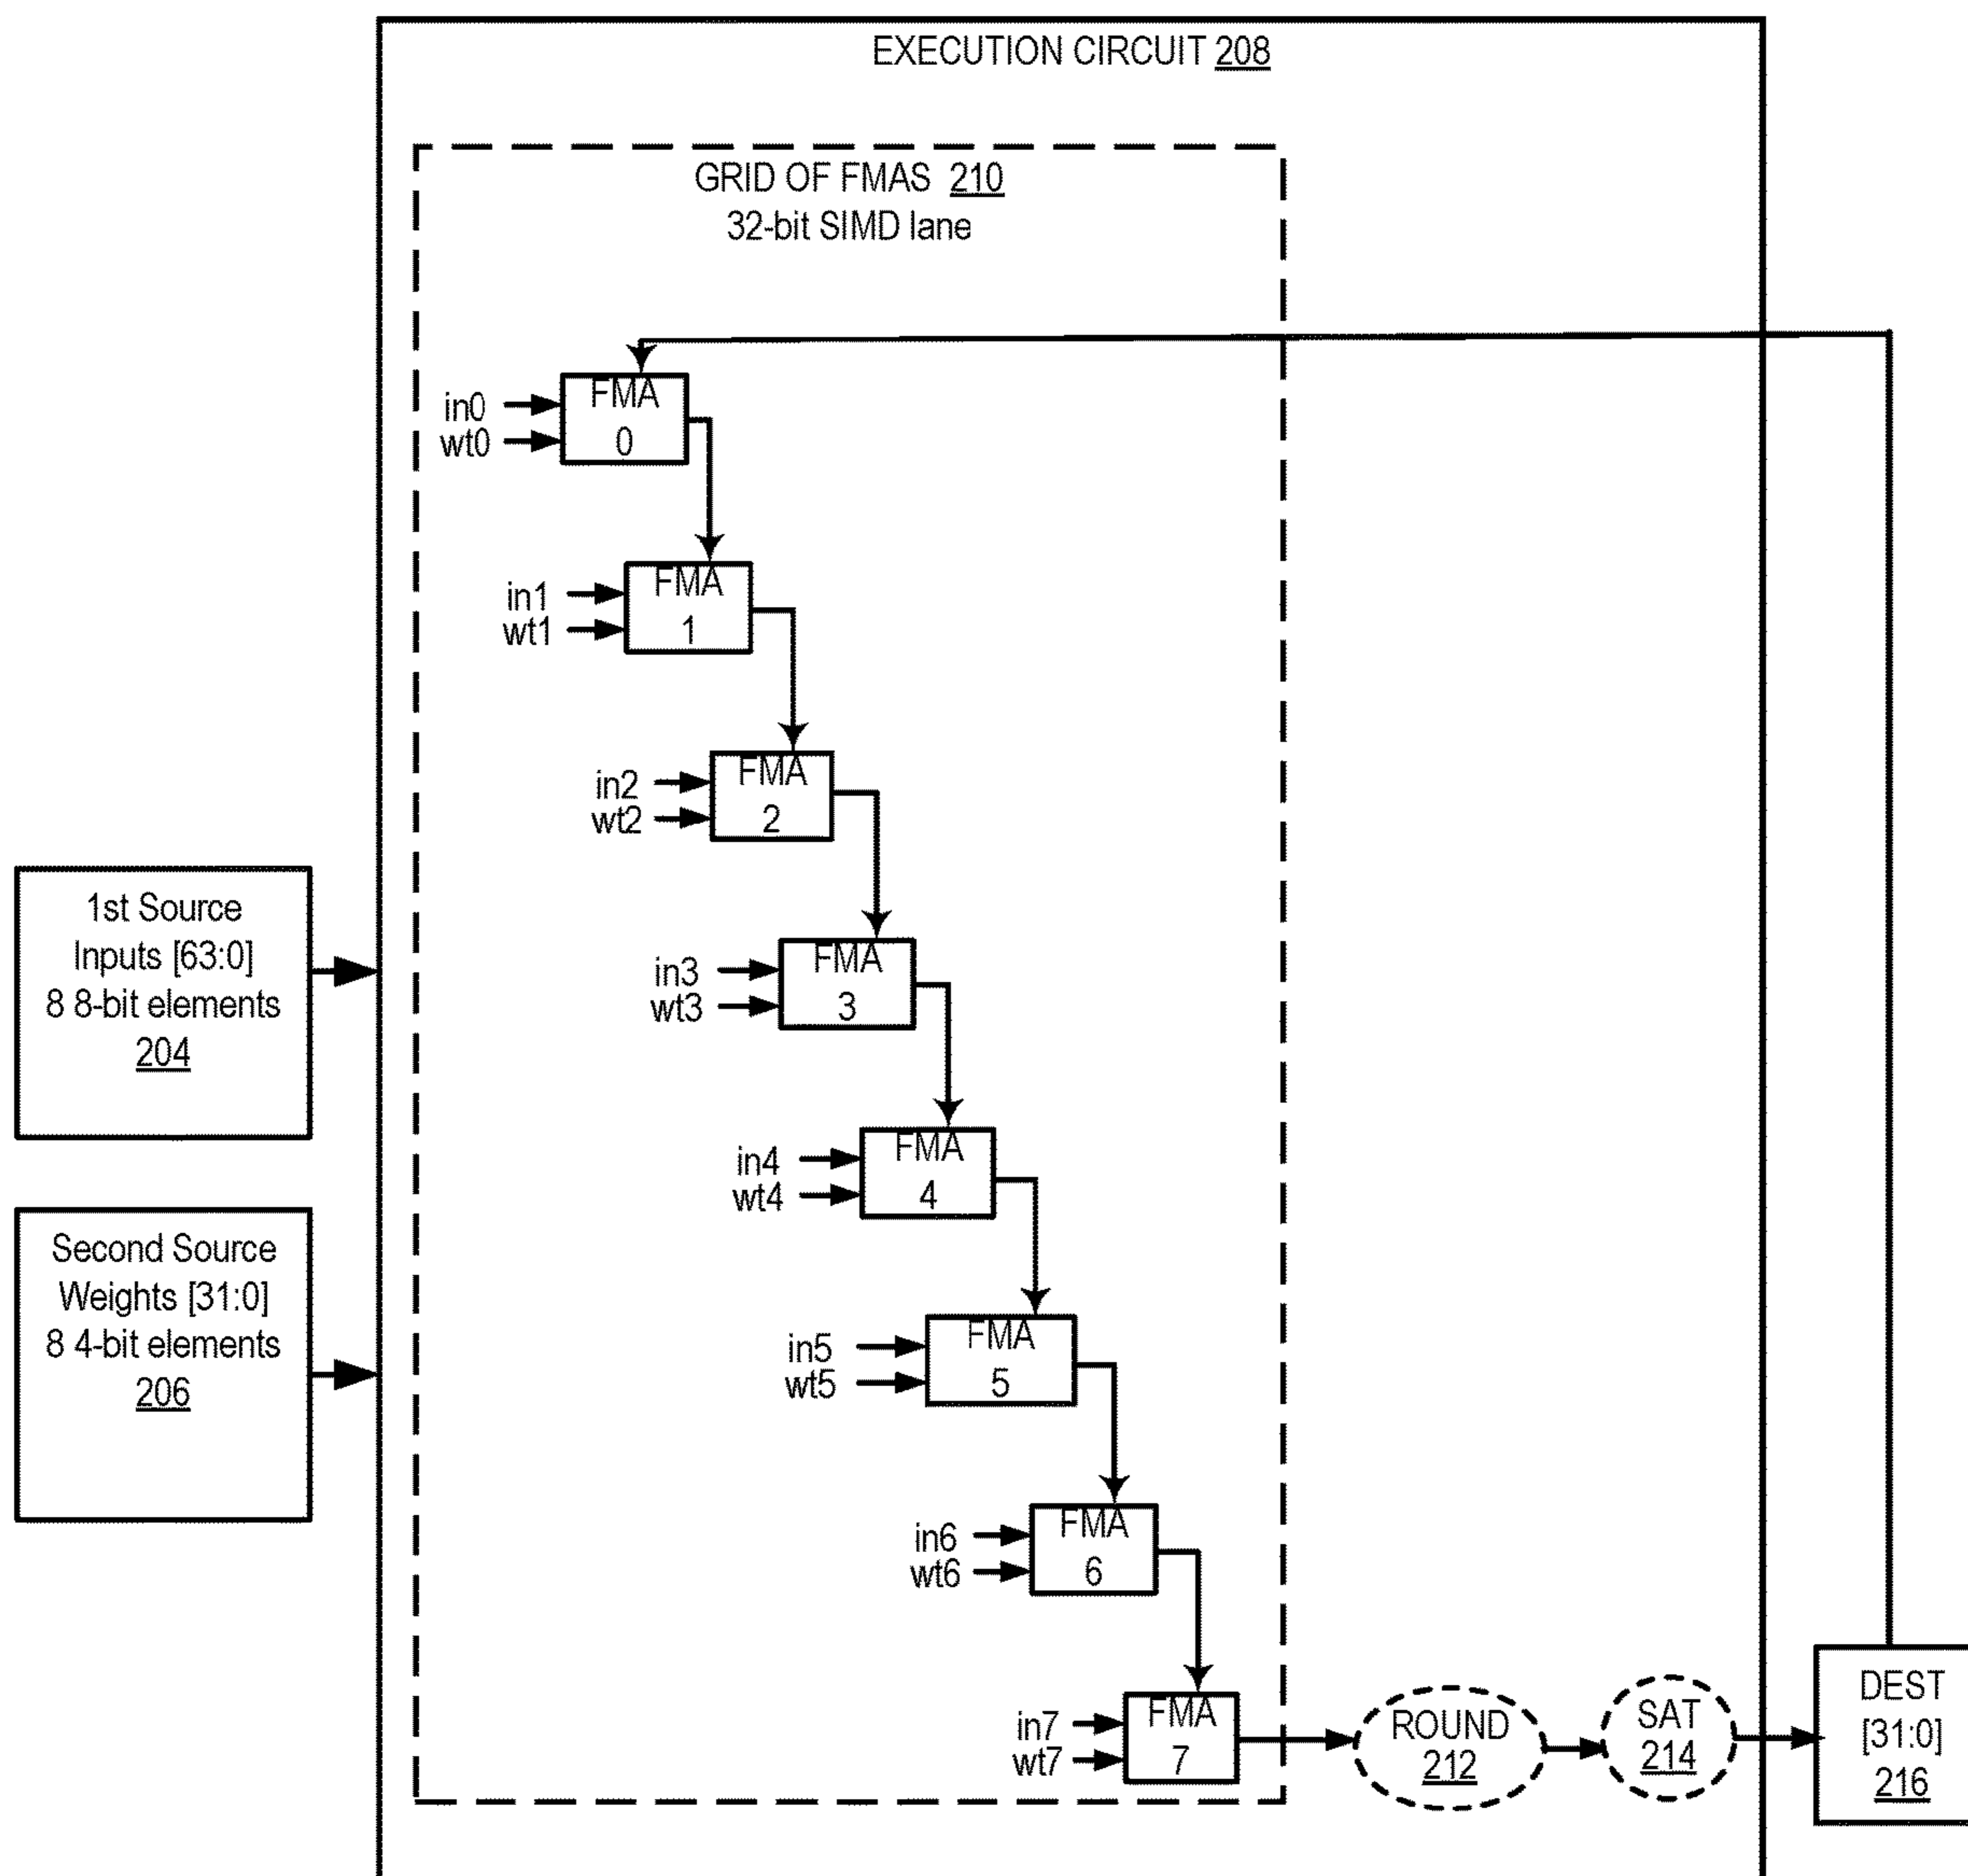 EXECUTION CIRCUIT 208
GRID OF FMAS 210
32-bit SIMD lane
in0
wt0
FMA
0
in1
wt1
FMA
1
in2
wt2
FMA
2
1st Source
Inputs [63:0]
8 8-bit elements
204
in3
wt3
FMA
3
in4
wt4
FMA
4
Second Source
Weights [31:0]
8 4-bit elements
206
in5
wt5
FMA
5
in6
wt6
FMA
6
in7
wt7
FMA
7
ROUND
212
SAT
214
DEST
[31:0]
216